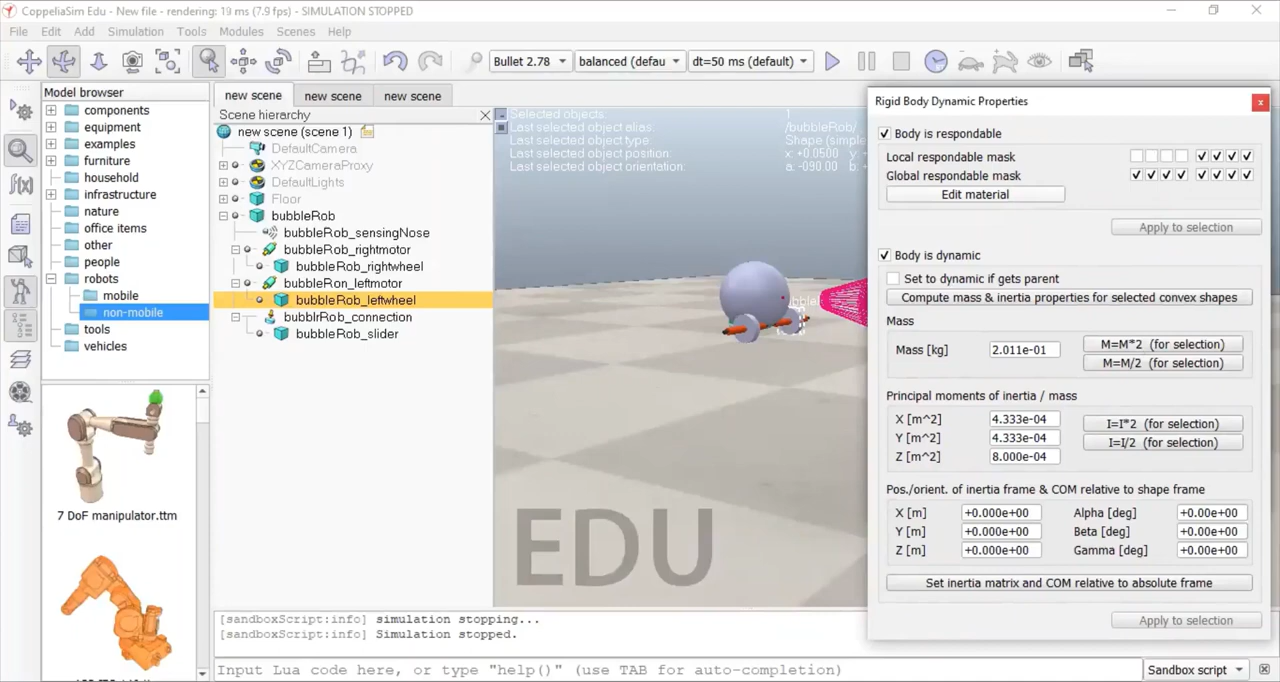 CoppeliaSim Edu - New file - rendering: 19 ms (7.9 fps) - SIMULATION STOPPED
File Edit Add Simulation Tools Modules Scenes Help
Bullet 2.78 balanced (defau dt=50 ms (default)
Model browser
components
equipment
examples
furniture
household
infrastructure
nature
office items
other
people
robots
mobile
non-mobile
tools
vehicles
7 DoF manipulator.ttm
new scene new scene new scene
Scene hierarchy
new scene (scene 1)
DefaultCamera
XYZCameraProxy
DefaultLights
Floor
bubbleRob
bubbleRob_sensingNose
bubbleRob_rightmotor
bubbleRob_rightwheel
bubbleRon_leftmotor
bubbleRob_leftwheel
bubblrRob_connection
bubbleRob_slider
Selected objects: 1
Last selected object alias: /bubbleRob/
Last selected object type: Shape (simple
Last selected object position: x: +0.0500 y:
Last selected object orientation: a: -090.00 b:
EDU
Rigid Body Dynamic Properties
Body is respondable
Local respondable mask
Global respondable mask
Edit material
Apply to selection
Body is dynamic
Set to dynamic if gets parent
Compute mass & inertia properties for selected convex shapes
Mass
Mass [kg] 2.011e-01 M=M*2 (for selection)
M=M/2 (for selection)
Principal moments of inertia / mass
X [m^2] 4.333e-04 I=I*2 (for selection)
Y [m^2] 4.333e-04 I=I/2 (for selection)
Z [m^2] 8.000e-04
Pos./orient. of inertia frame & COM relative to shape frame
X [m] +0.000e+00 Alpha [deg] +0.00e+00
Y [m] +0.000e+00 Beta [deg] +0.00e+00
Z [m] +0.000e+00 Gamma [deg] +0.00e+00
Set inertia matrix and COM relative to absolute frame
Apply to selection
[sandboxScript:info] simulation stopping...
[sandboxScript:info] Simulation stopped.
Input Lua code here, or type "help()" (use TAB for auto-completion)
Sandbox script